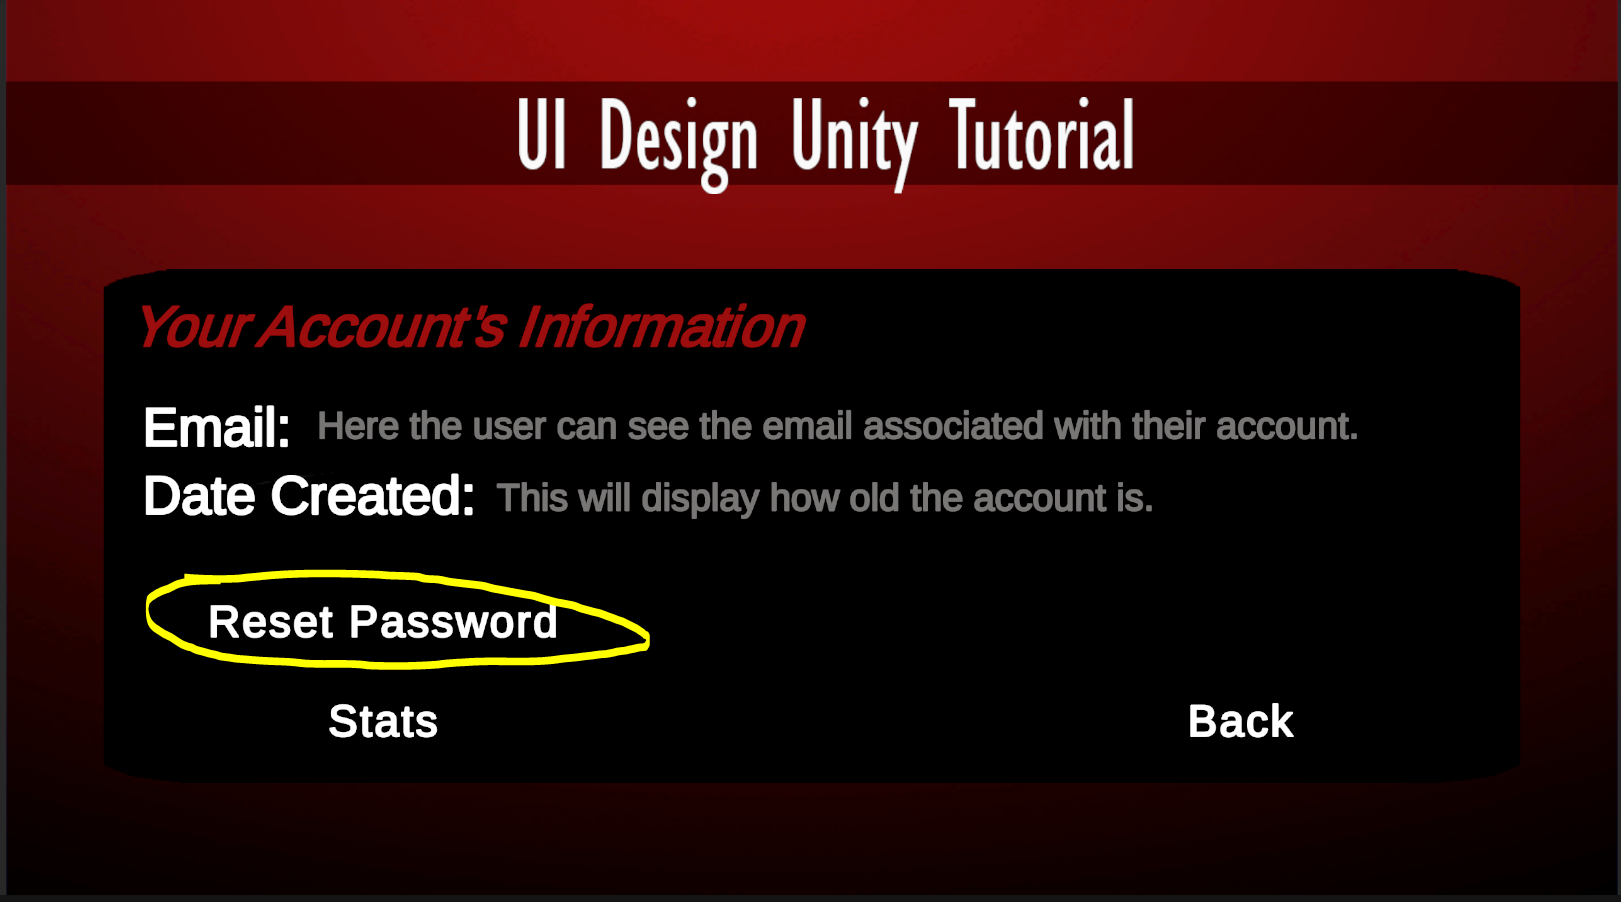 UI Design Unity Tutorial
Your Account's Information
Email: Here the user can see the email associated with their account.
Date Created: This will display how old the account is.
Reset Password
Stats Back